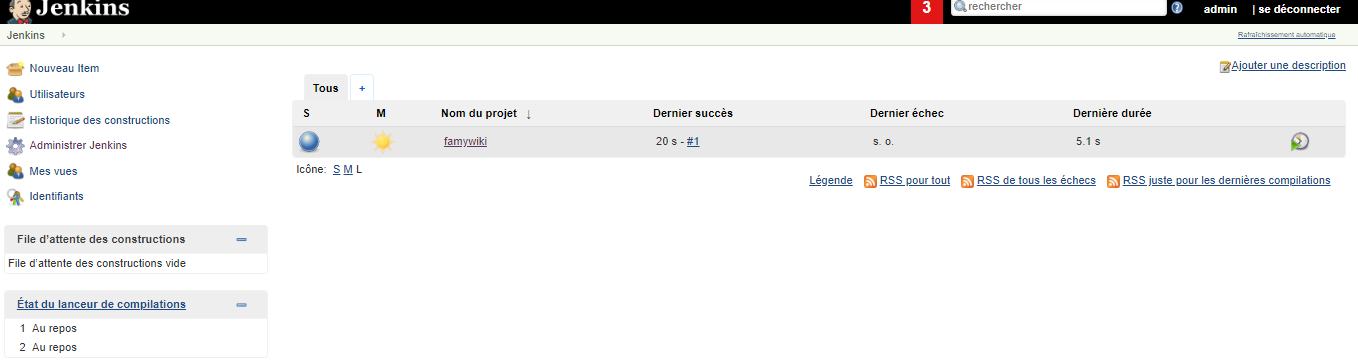 Jenkins
3
rechercher
admin
| se déconnecter
Jenkins
Rafraîchissement automatique
Nouveau Item
Utilisateurs
Historique des constructions
Administrer Jenkins
Mes vues
Identifiants
File d'attente des constructions
File d'attente des constructions vide
État du lanceur de compilations
1 Au repos
2 Au repos
Ajouter une description
Tous +
S M Nom du projet ↓ Dernier succès Dernier échec Dernière durée
famywiki 20 s - #1 s. o. 5.1 s
Icône: S M L
Légende RSS pour tout RSS de tous les échecs RSS juste pour les dernières compilations